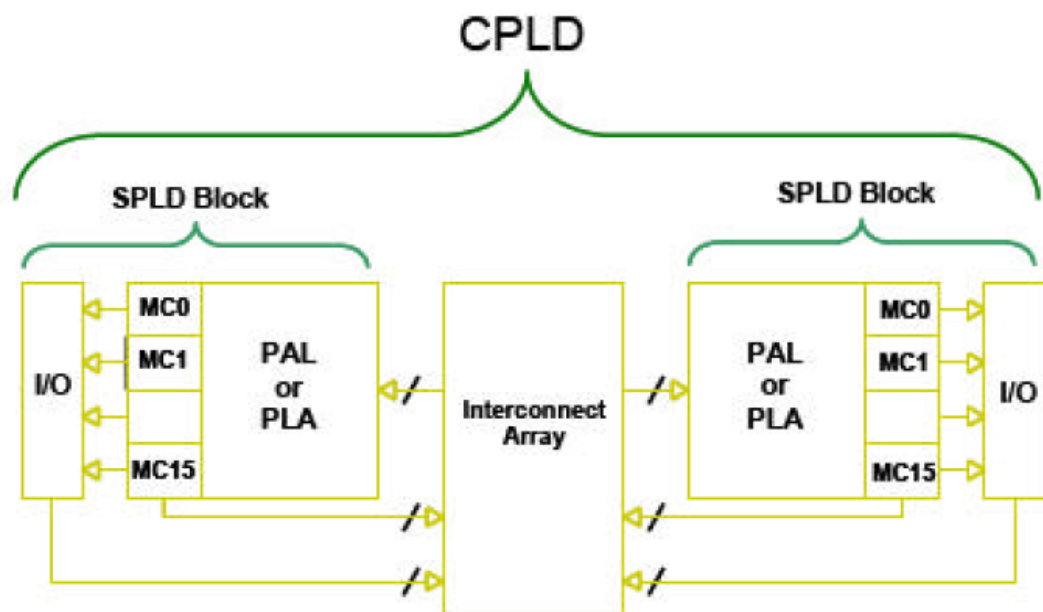 CPLD
SPLD Block
SPLD Block
I/O
MC0
MC1
MC15
PAL
or
PLA
Interconnect
Array
PAL
or
PLA
MC0
MC1
MC15
I/O